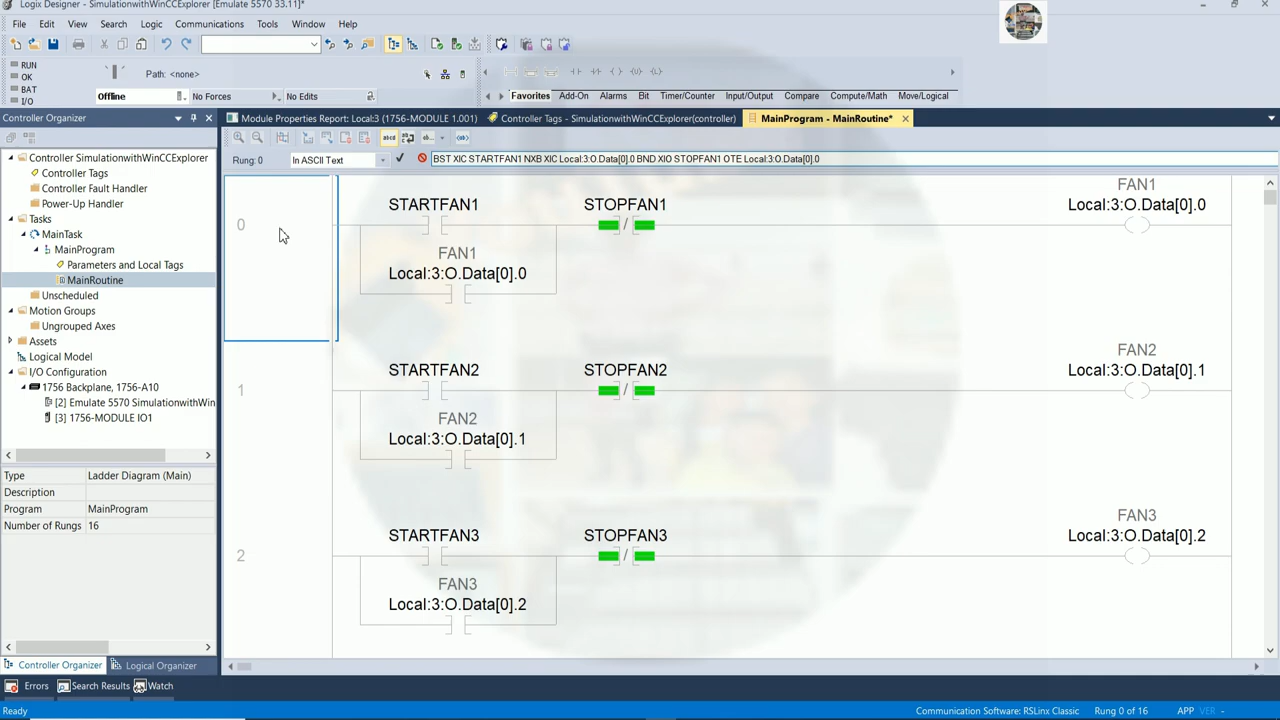 Logix Designer - SimulationwithWinCCExplorer [Emulate 5570 (32.11)]*
File Edit View Search Logic Communications Tools Window Help
RUN
OK
BAT
I/O
Path: <none>
Offline No Forces No Edits
Favorites Add-On Alarms Bit Timer/Counter Input/Output Compare Compute/Math Move/Logical
Controller Organizer
Module Properties Report: Local:3 (1756-MODULE 1.001) Controller Tags - SimulationwithWinCCExplorer(controller) MainProgram - MainRoutine*
Rung: 0 In ASCII Text BST XIC STARTFAN1 NXB XIC Local:3:O.Data[0].0 BND XIO STOPFAN1 OTE Local:3:O.Data[0].0
Controller SimulationwithWinCCExplorer
Controller Tags
Controller Fault Handler
Power-Up Handler
Tasks
MainTask
MainProgram
Parameters and Local Tags
MainRoutine
Unscheduled
Motion Groups
Ungrouped Axes
Assets
Logical Model
I/O Configuration
1756 Backplane, 1756-A10
[2] Emulate 5570 SimulationwithWin
[3] 1756-MODULE IO1
Type Ladder Diagram (Main)
Description
Program MainProgram
Number of Rungs 16
Controller Organizer Logical Organizer
FAN1
STARTFAN1 STOPFAN1 Local:3:O.Data[0].0
0
FAN1
Local:3:O.Data[0].0
FAN2
STARTFAN2 STOPFAN2 Local:3:O.Data[0].1
1
FAN2
Local:3:O.Data[0].1
FAN3
STARTFAN3 STOPFAN3 Local:3:O.Data[0].2
2
FAN3
Local:3:O.Data[0].2
Errors Search Results Watch
Ready Communication Software: RSLinx Classic Rung 0 of 16 APP VER -